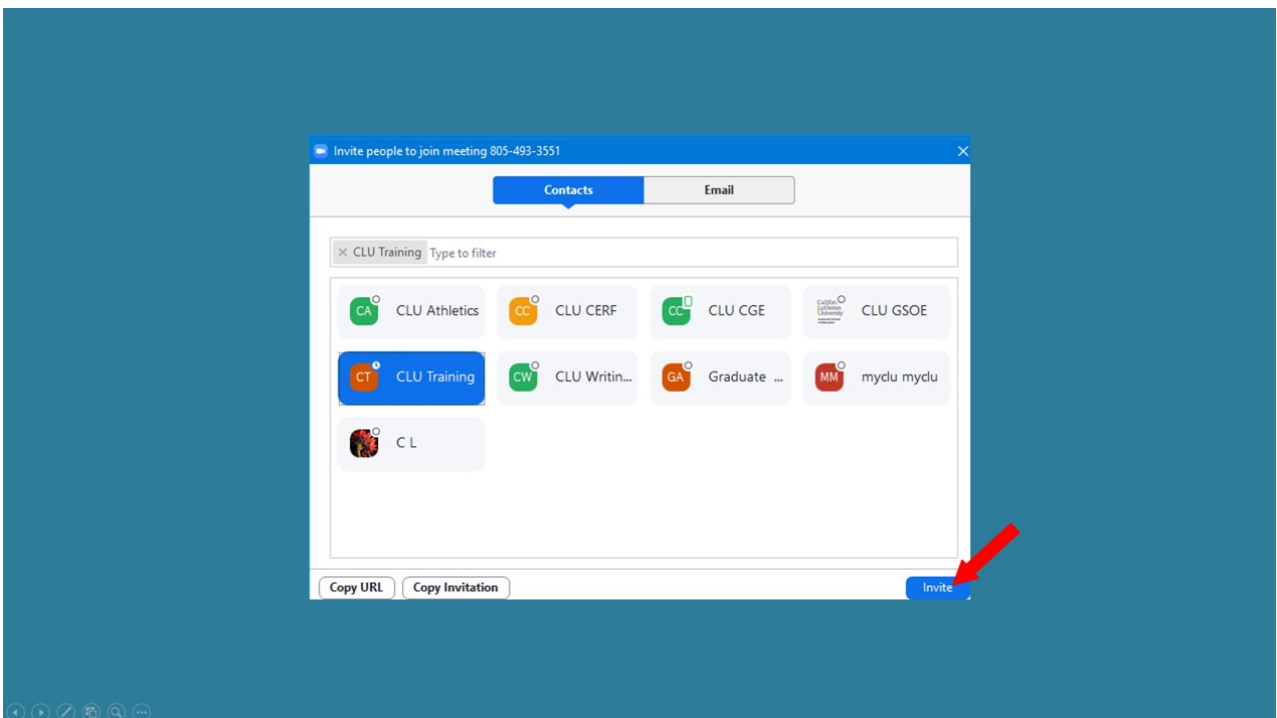 Invite people to join meeting 805-493-3551
Contacts Email
CLU Training Type to filter
CA CLU Athletics CC CLU CERF CC CLU CGE CLU GSOE
CT CLU Training CW CLU Writin... GA Graduate ... MM myclu myclu
C L
Copy URL Copy Invitation Invite